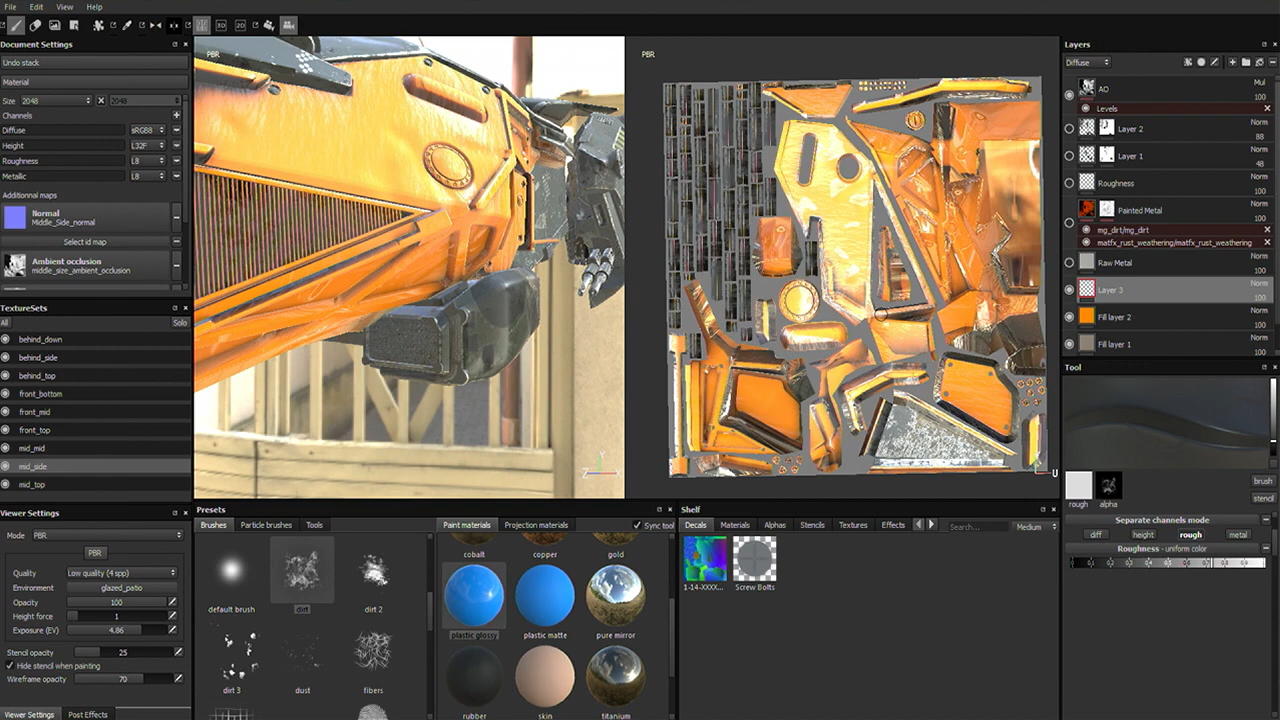 File Edit View Help
3D 2D
Document Settings
Undo stack
Material
Size 2048 2048
Channels
Diffuse sRGB8
Height L32F
Roughness L8
Metallic L8
Additionnal maps
Normal
Middle_Side_normal
Select id map
Ambient occlusion
middle_size_ambient_occlusion
TextureSets
All Solo
behind_down
behind_side
behind_top
front_bottom
front_mid
front_top
mid_mid
mid_side
mid_top
Viewer Settings
Mode PBR
PBR
Quality Low quality (4 spp)
Environment glazed_patio
Opacity 100
Height force 1
Exposure (EV) 4.86
Stencil opacity 25
Hide stencil when painting
Wireframe opacity 70
Viewer Settings Post Effects
PBR
Y
Z
PBR
U
Presets
Brushes Particle brushes Tools
default brush dirt dirt 2
dirt 3 dust fibers
Paint materials Projection materials Sync tool
cobalt copper gold
plastic glossy plastic matte pure mirror
rubber skin titanium
Shelf
Decals Materials Alphas Stencils Textures Effects Search... Medium
1-14-XXXX... Screw Bolts
Layers
Diffuse
AO Mul 100
Levels
Layer 2 Norm 88
Layer 1 Norm 48
Roughness Norm 100
Painted Metal Norm 100
mg_dirt/mg_dirt
matfx_rust_weathering/matfx_rust_weathering
Raw Metal Norm 100
Layer 3 Norm 100
Fill layer 2 Norm 100
Fill layer 1 Norm 100
Tool
rough alpha brush
stencil
Separate channels mode
diff height rough metal
Roughness - uniform color